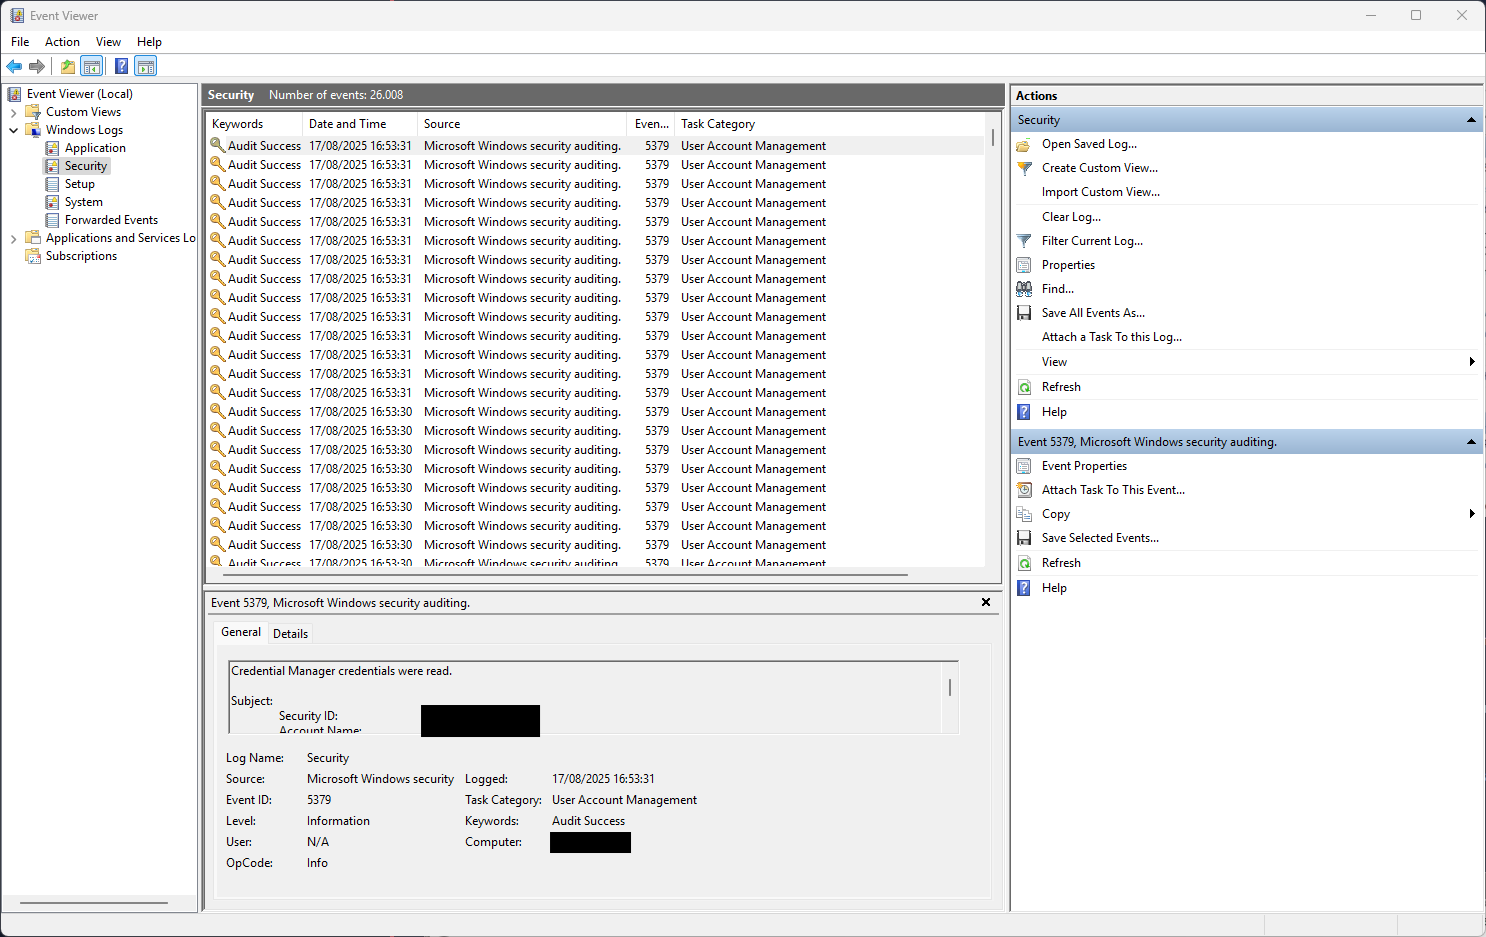 Event Viewer
File Action View Help
Event Viewer (Local)
Custom Views
Windows Logs
Application
Security
Setup
System
Forwarded Events
Applications and Services Lo
Subscriptions
Security Number of events: 26.008
Keywords Date and Time Source Even... Task Category
Audit Success 17/08/2025 16:53:31 Microsoft Windows security auditing. 5379 User Account Management
Audit Success 17/08/2025 16:53:31 Microsoft Windows security auditing. 5379 User Account Management
Audit Success 17/08/2025 16:53:31 Microsoft Windows security auditing. 5379 User Account Management
Audit Success 17/08/2025 16:53:31 Microsoft Windows security auditing. 5379 User Account Management
Audit Success 17/08/2025 16:53:31 Microsoft Windows security auditing. 5379 User Account Management
Audit Success 17/08/2025 16:53:31 Microsoft Windows security auditing. 5379 User Account Management
Audit Success 17/08/2025 16:53:31 Microsoft Windows security auditing. 5379 User Account Management
Audit Success 17/08/2025 16:53:31 Microsoft Windows security auditing. 5379 User Account Management
Audit Success 17/08/2025 16:53:31 Microsoft Windows security auditing. 5379 User Account Management
Audit Success 17/08/2025 16:53:31 Microsoft Windows security auditing. 5379 User Account Management
Audit Success 17/08/2025 16:53:31 Microsoft Windows security auditing. 5379 User Account Management
Audit Success 17/08/2025 16:53:31 Microsoft Windows security auditing. 5379 User Account Management
Audit Success 17/08/2025 16:53:31 Microsoft Windows security auditing. 5379 User Account Management
Audit Success 17/08/2025 16:53:31 Microsoft Windows security auditing. 5379 User Account Management
Audit Success 17/08/2025 16:53:30 Microsoft Windows security auditing. 5379 User Account Management
Audit Success 17/08/2025 16:53:30 Microsoft Windows security auditing. 5379 User Account Management
Audit Success 17/08/2025 16:53:30 Microsoft Windows security auditing. 5379 User Account Management
Audit Success 17/08/2025 16:53:30 Microsoft Windows security auditing. 5379 User Account Management
Audit Success 17/08/2025 16:53:30 Microsoft Windows security auditing. 5379 User Account Management
Audit Success 17/08/2025 16:53:30 Microsoft Windows security auditing. 5379 User Account Management
Audit Success 17/08/2025 16:53:30 Microsoft Windows security auditing. 5379 User Account Management
Audit Success 17/08/2025 16:53:30 Microsoft Windows security auditing. 5379 User Account Management
Audit Success 17/08/2025 16:53:30 Microsoft Windows security auditing. 5379 User Account Management
Event 5379, Microsoft Windows security auditing.
General Details
Credential Manager credentials were read.
Subject:
Security ID:
Account Name:
Log Name: Security
Source: Microsoft Windows security Logged: 17/08/2025 16:53:31
Event ID: 5379 Task Category: User Account Management
Level: Information Keywords: Audit Success
User: N/A Computer:
OpCode: Info
Actions
Security
Open Saved Log...
Create Custom View...
Import Custom View...
Clear Log...
Filter Current Log...
Properties
Find...
Save All Events As...
Attach a Task To this Log...
View
Refresh
Help
Event 5379, Microsoft Windows security auditing.
Event Properties
Attach Task To This Event...
Copy
Save Selected Events...
Refresh
Help